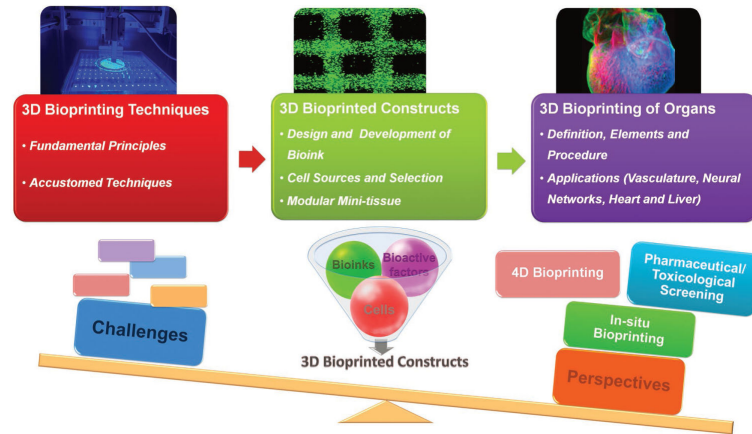 3D Bioprinting Techniques
• Fundamental Principles
• Accustomed Techniques
3D Bioprinted Constructs
• Design and Development of
Bioink
• Cell Sources and Selection
• Modular Mini-tissue
3D Bioprinting of Organs
• Definition, Elements and
Procedure
• Applications (Vasculature, Neural
Networks, Heart and Liver)
Challenges
Bioinks
Bioactive
factors
Cells
3D Bioprinted Constructs
4D Bioprinting
Pharmaceutical/
Toxicological
Screening
In-situ
Bioprinting
Perspectives